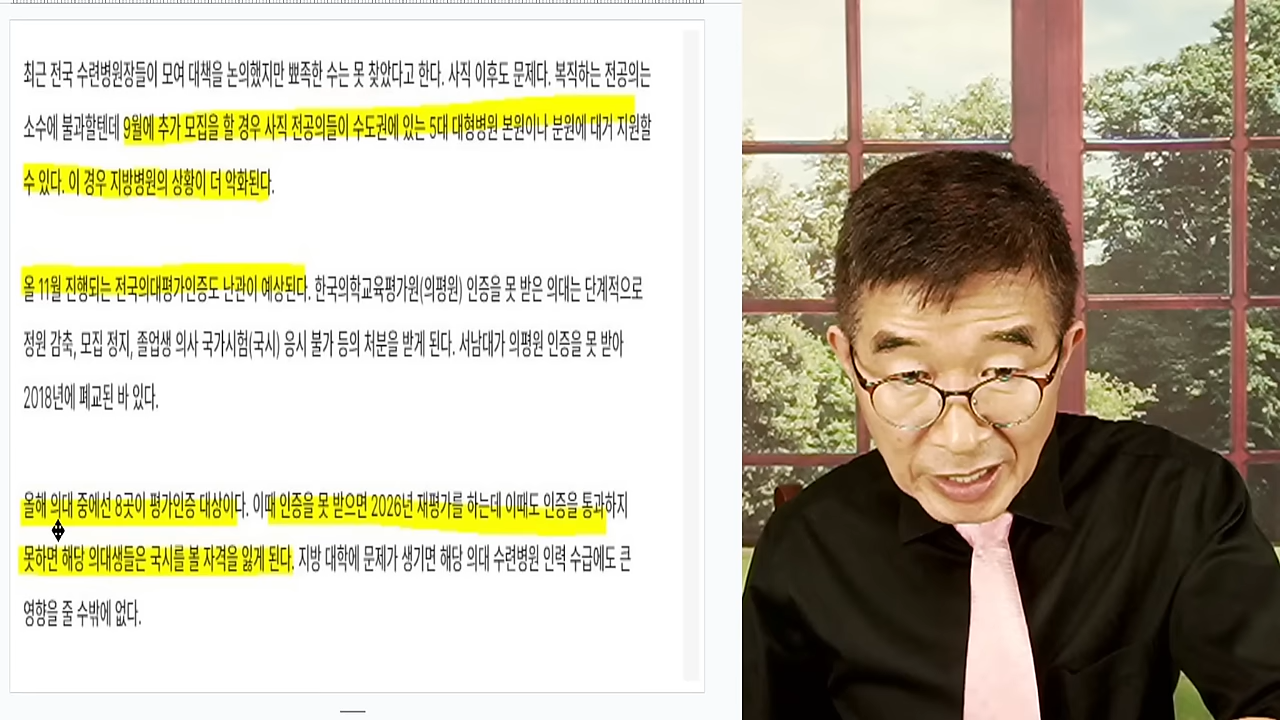 최근 전국 수련병원장들이 모여 대책을 논의했지만 뾰족한 수는 못 찾았다고 한다. 사직 이후도 문제다. 복직하는 전공의는
소수에 불과할텐데 9월에 추가 모집을 할 경우 사직 전공의들이 수도권에 있는 5대 대형병원 본원이나 분원에 대거 지원할
수 있다. 이 경우 지방병원의 상황이 더 악화된다.
올 11월 진행되는 전국의대평가인증도 난관이 예상된다. 한국의학교육평가원(의평원) 인증을 못 받은 의대는 단계적으로
정원 감축, 모집 정지, 졸업생 의사 국가시험(국시) 응시 불가 등의 처분을 받게 된다. 서남대가 의평원 인증을 못 받아
2018년에 폐교된 바 있다.
올해 의대 중에선 8곳이 평가인증 대상이다. 이때 인증을 못 받으면 2026년 재평가를 하는데 이때도 인증을 통과하지
못하면 해당 의대생들은 국시를 볼 자격을 잃게 된다. 지방 대학에 문제가 생기면 해당 의대 수련병원 인력 수급에도 큰
영향을 줄 수밖에 없다.